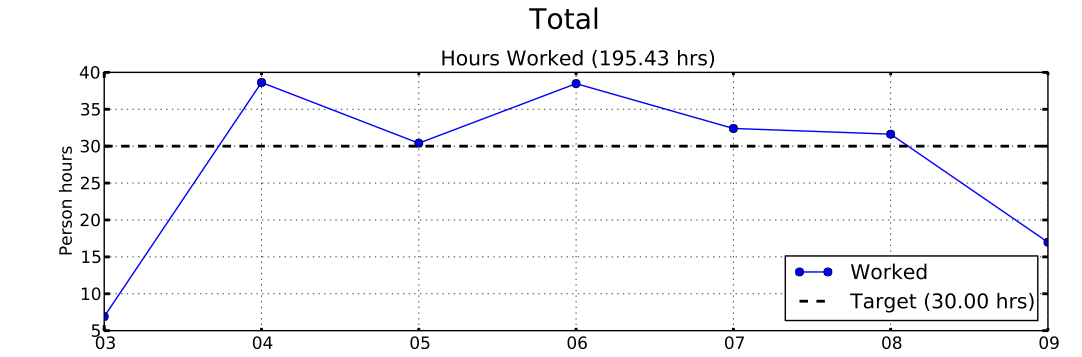 Total
Hours Worked (195.43 hrs)
Person hours
40
35
30
25
20
15
10
5
03 04 05 06 07 08 09
Worked
Target (30.00 hrs)